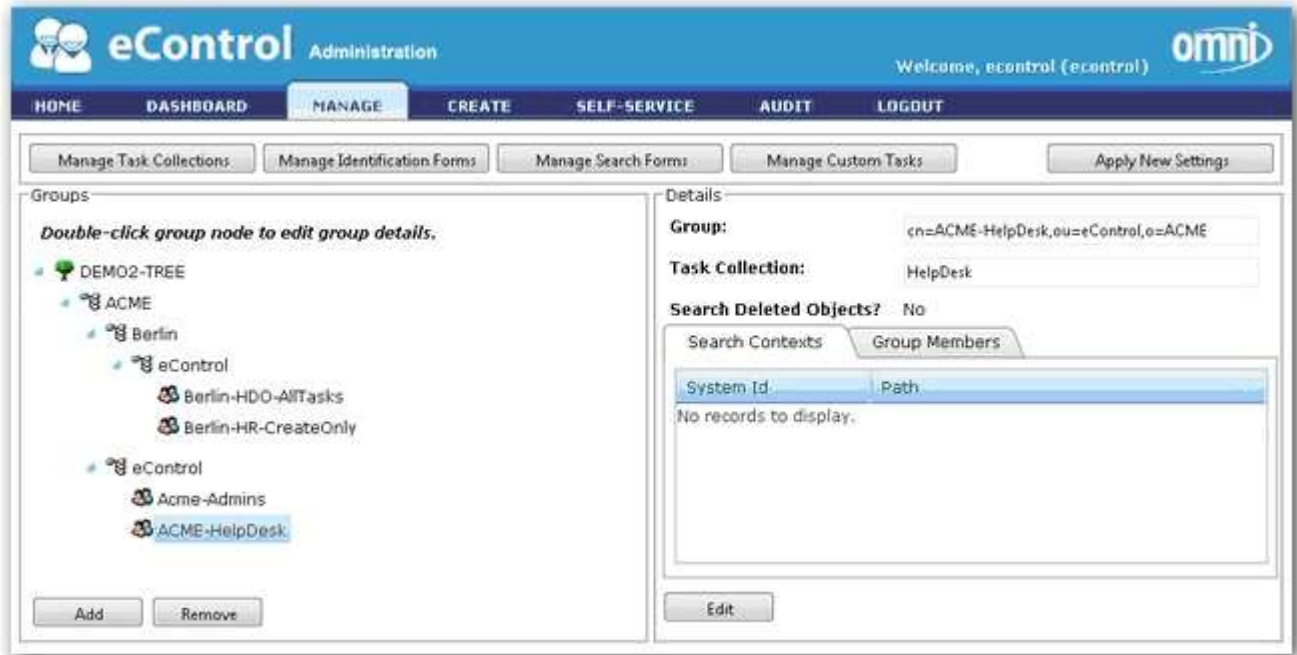 eControl Administration
omni
Welcome, econtrol (econtrol)
HOME DASHBOARD MANAGE CREATE SELF-SERVICE AUDIT LOGOUT
Manage Task Collections Manage Identification Forms Manage Search Forms Manage Custom Tasks Apply New Settings
Groups
Double-click group node to edit group details.
DEMO2-TREE
ACME
Berlin
eControl
Berlin-HDO-AllTasks
Berlin-HR-CreateOnly
eControl
Acme-Admins
ACME-HelpDesk
Add Remove
Details
Group: cn=ACME-HelpDesk,ou=eControl,o=ACME
Task Collection: HelpDesk
Search Deleted Objects? No
Search Contexts Group Members
System Id Path
No records to display.
Edit